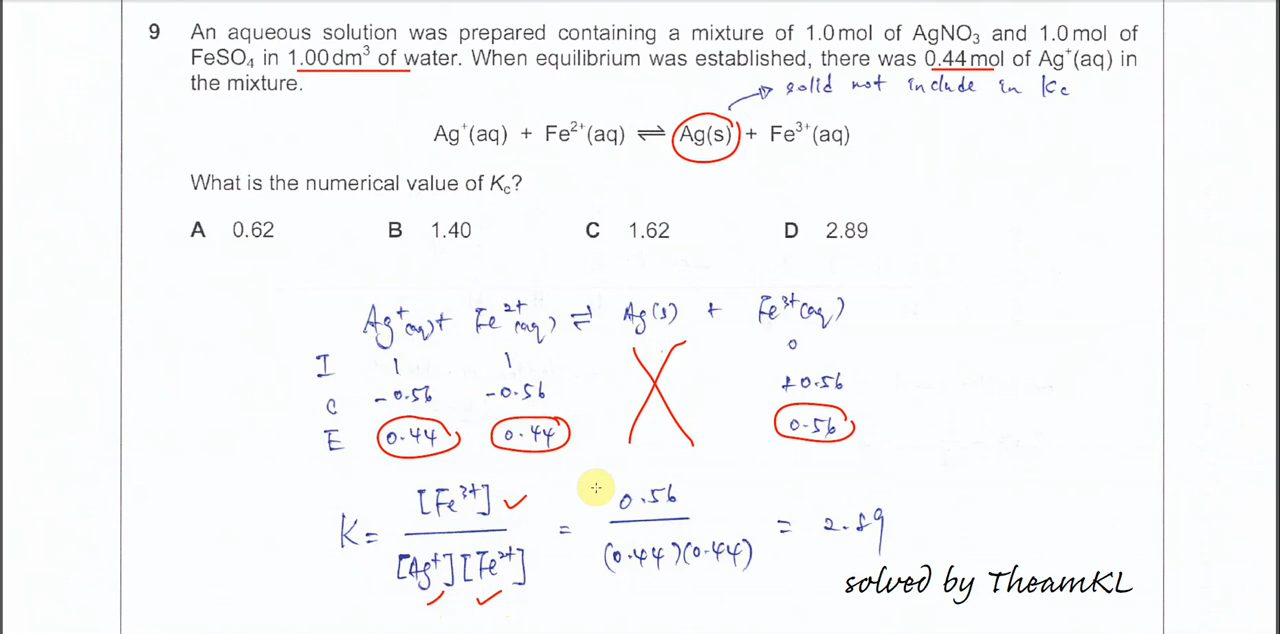 9 An aqueous solution was prepared containing a mixture of 1.0 mol of AgNO₃ and 1.0 mol of
FeSO₄ in 1.00 dm³ of water. When equilibrium was established, there was 0.44 mol of Ag⁺(aq) in
the mixture.
solid not include in Kc
Ag⁺(aq) + Fe²⁺(aq) ⇌ Ag(s) + Fe³⁺(aq)
What is the numerical value of Kc?
A 0.62 B 1.40 C 1.62 D 2.89
Ag⁺(aq) + Fe²⁺(aq) ⇌ Ag(s) + Fe³⁺(aq)
I 1 1 0
C -0.56 -0.56 +0.56
E 0.44 0.44 0.56
K = [Fe³⁺] / [Ag⁺][Fe²⁺] = 0.56 / (0.44)(0.44) = 2.89
solved by TheamKL